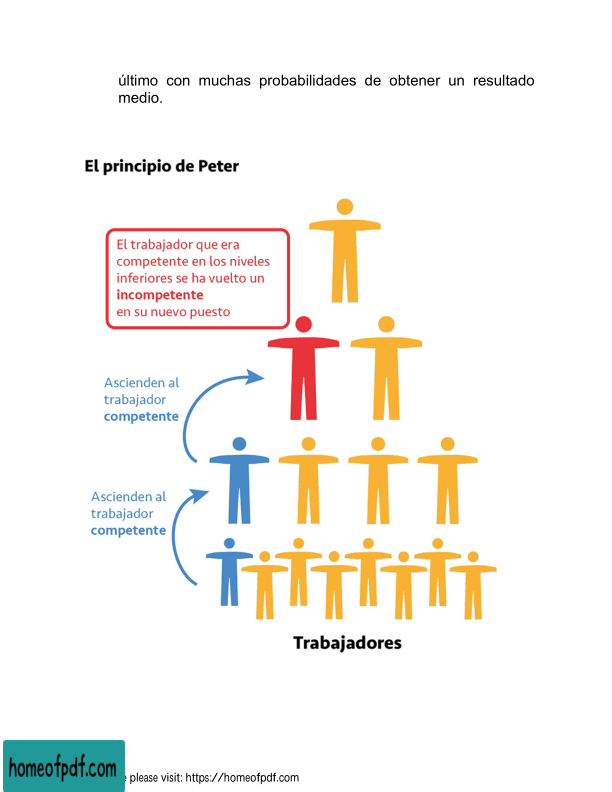 último con muchas probabilidades de obtener un resultado
medio.
El principio de Peter
El trabajador que era
competente en los niveles
inferiores se ha vuelto un
incompetente
en su nuevo puesto
Ascienden al
trabajador
competente
Ascienden al
trabajador
competente
Trabajadores
homeofpdf.com
please visit: https://homeofpdf.com